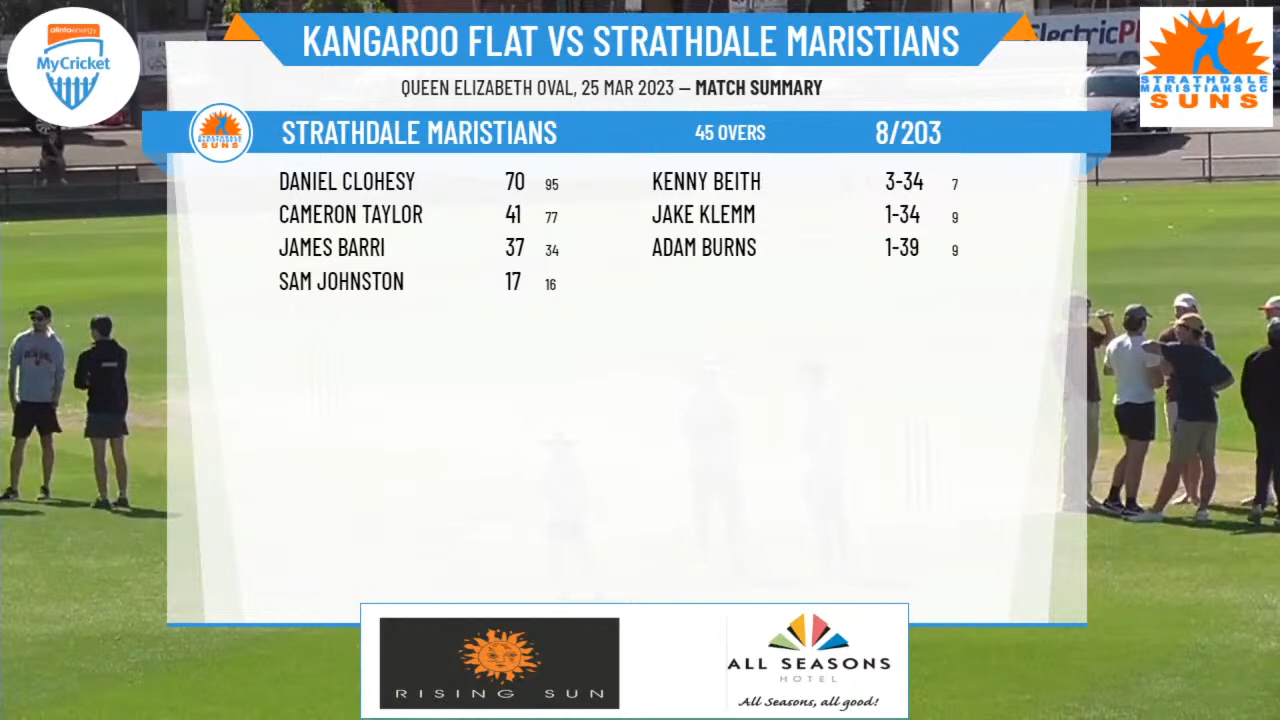 KANGAROO FLAT VS STRATHDALE MARISTIANS
QUEEN ELIZABETH OVAL, 25 MAR 2023 – MATCH SUMMARY
alintaenergy
MyCricket
STRATHDALE
MARISTIANS CC
SUNS
STRATHDALE MARISTIANS 45 OVERS 8/203
DANIEL CLOHESY 70 95 KENNY BEITH 3-34 7
CAMERON TAYLOR 41 77 JAKE KLEMM 1-34 9
JAMES BARRI 37 34 ADAM BURNS 1-39 9
SAM JOHNSTON 17 16
RISING SUN
ALL SEASONS
HOTEL
All Seasons, all good!